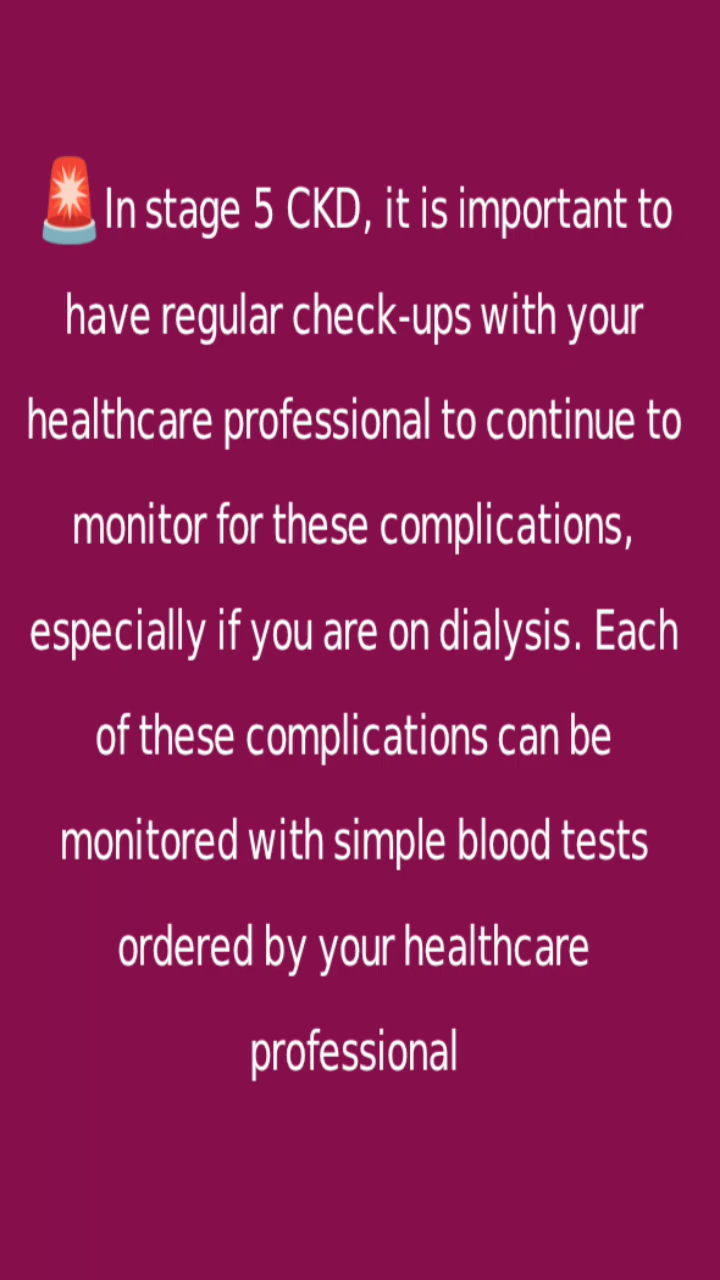 🚨In stage 5 CKD, it is important to
have regular check-ups with your
healthcare professional to continue to
monitor for these complications,
especially if you are on dialysis. Each
of these complications can be
monitored with simple blood tests
ordered by your healthcare
professional